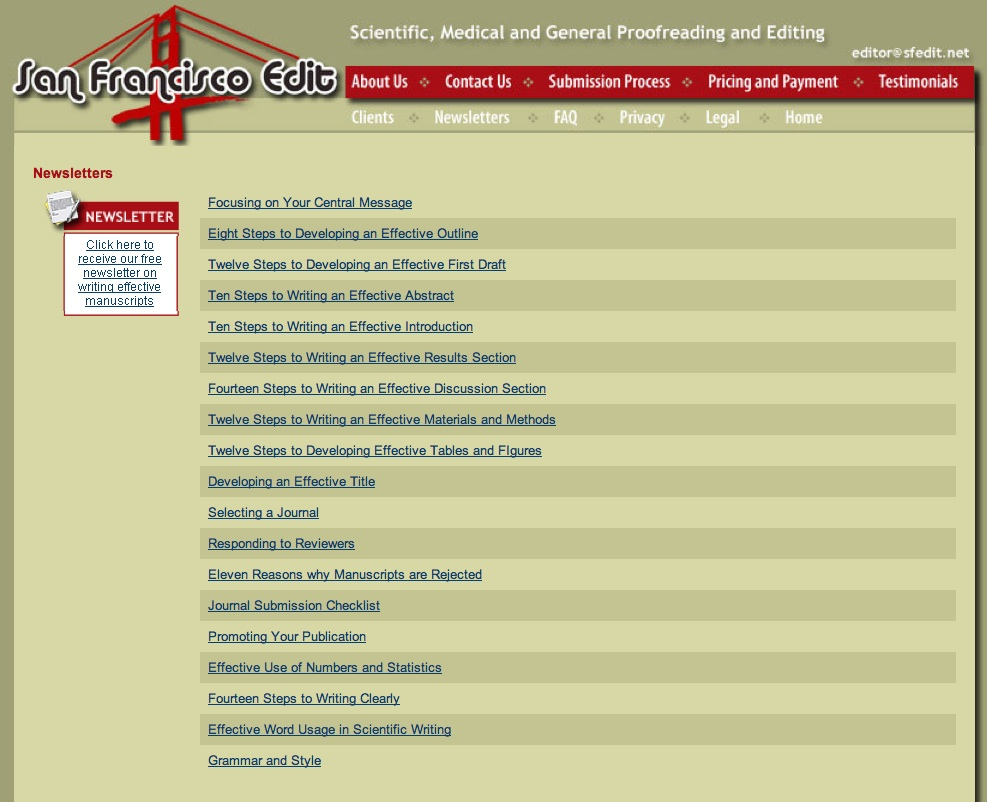 Scientific, Medical and General Proofreading and Editing
editor@sfedit.net
San Francisco Edit
About Us Contact Us Submission Process Pricing and Payment Testimonials
Clients Newsletters FAQ Privacy Legal Home
Newsletters
NEWSLETTER
Click here to
receive our free
newsletter on
writing effective
manuscripts
Focusing on Your Central Message
Eight Steps to Developing an Effective Outline
Twelve Steps to Developing an Effective First Draft
Ten Steps to Writing an Effective Abstract
Ten Steps to Writing an Effective Introduction
Twelve Steps to Writing an Effective Results Section
Fourteen Steps to Writing an Effective Discussion Section
Twelve Steps to Writing an Effective Materials and Methods
Twelve Steps to Developing Effective Tables and FIgures
Developing an Effective Title
Selecting a Journal
Responding to Reviewers
Eleven Reasons why Manuscripts are Rejected
Journal Submission Checklist
Promoting Your Publication
Effective Use of Numbers and Statistics
Fourteen Steps to Writing Clearly
Effective Word Usage in Scientific Writing
Grammar and Style